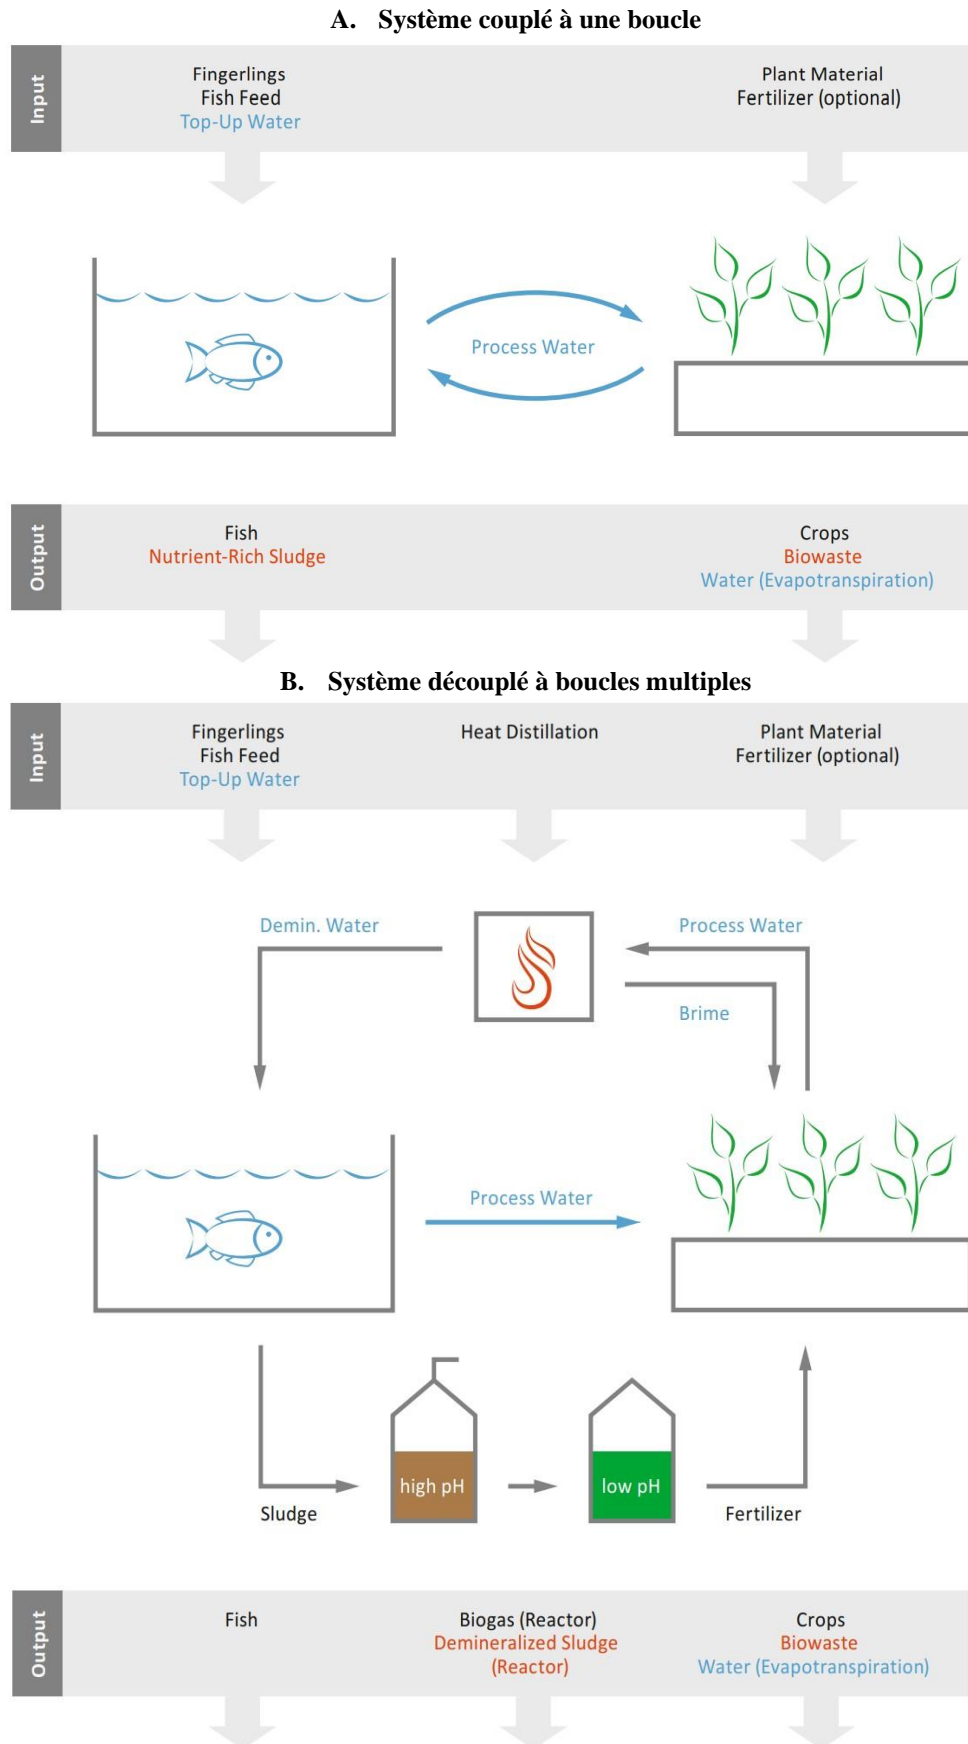 A. Système couplé à une boucle
Input
Fingerlings
Fish Feed
Top-Up Water
Plant Material
Fertilizer (optional)
Process Water
Output
Fish
Nutrient-Rich Sludge
Crops
Biowaste
Water (Evapotranspiration)
B. Système découplé à boucles multiples
Input
Fingerlings
Fish Feed
Top-Up Water
Heat Distillation
Plant Material
Fertilizer (optional)
Demin. Water
Process Water
Brime
Process Water
high pH
low pH
Sludge
Fertilizer
Output
Fish
Biogas (Reactor)
Demineralized Sludge
(Reactor)
Crops
Biowaste
Water (Evapotranspiration)